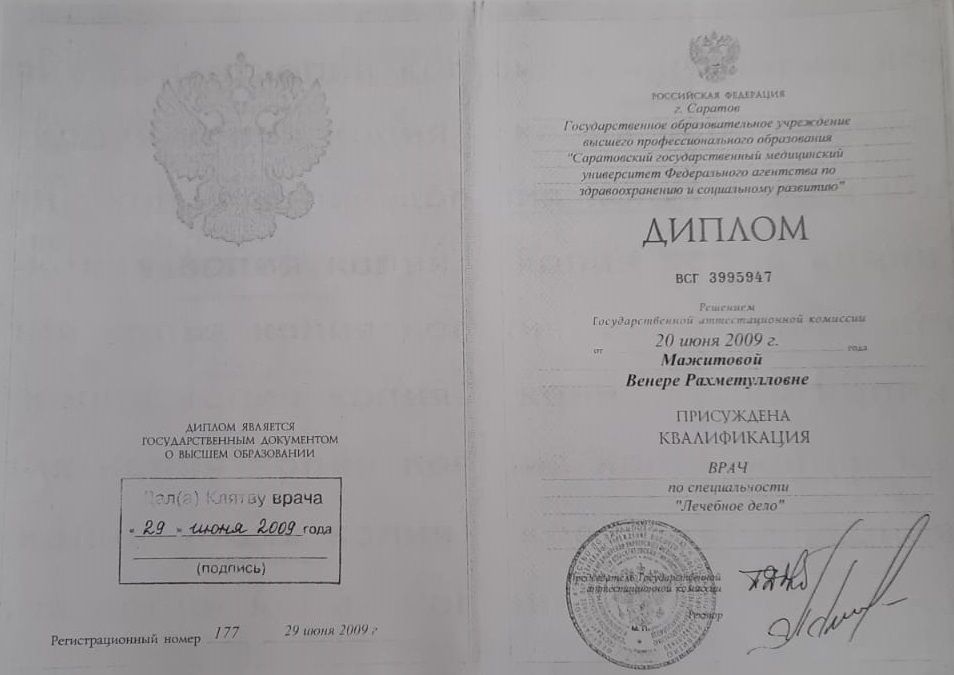 ДИПЛОМ ЯВЛЯЕТСЯ
ГОСУДАРСТВЕННЫМ ДОКУМЕНТОМ
О ВЫСШЕМ ОБРАЗОВАНИИ
Дал(а) Клятву врача
"29" июня 2009 года
(подпись)
Регистрационный номер 177 29 июня 2009 г
РОССИЙСКАЯ ФЕДЕРАЦИЯ
г. Саратов
Государственное образовательное учреждение
высшего профессионального образования
"Саратовский государственный медицинский
университет Федерального агентства по
здравоохранению и социальному развитию"
ДИПЛОМ
ВСГ 3995947
Решением
Государственной аттестационной комиссии
от 20 июня 2009 г. года
Мажитовой
Венере Рахметулловне
ПРИСУЖДЕНА
КВАЛИФИКАЦИЯ
ВРАЧ
по специальности
"Лечебное дело"
Председатель Государственной
аттестационной комиссии
Ректор
М.П.